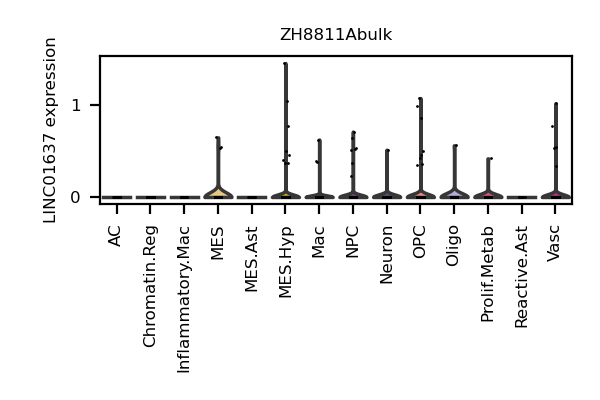 ZH8811Abulk
LINC01637 expression
1
0
AC
Chromatin.Reg
Inflammatory.Mac
MES
MES.Ast
MES.Hyp
Mac
NPC
Neuron
OPC
Oligo
Prolif.Metab
Reactive.Ast
Vasc